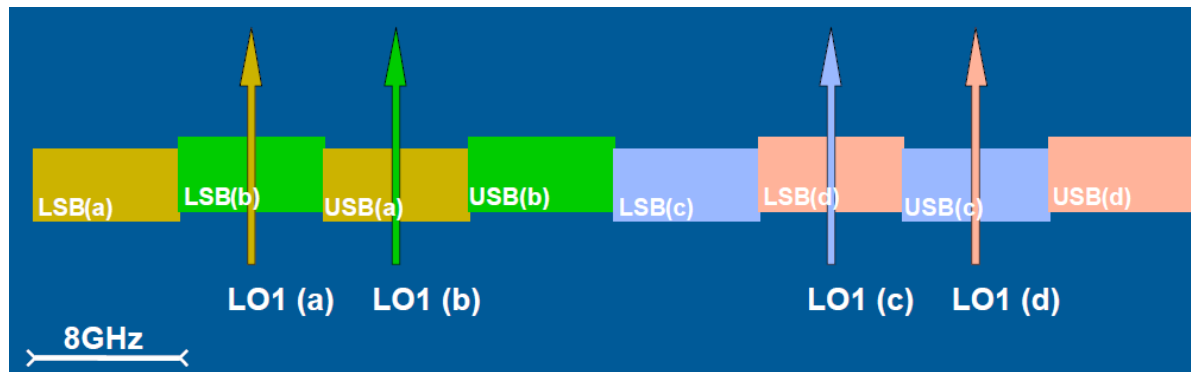 LSB(a) LSB(b) USB(a) USB(b) LSB(c) LSB(d) USB(c) USB(d)
LO1 (a) LO1 (b) LO1 (c) LO1 (d)
8GHz